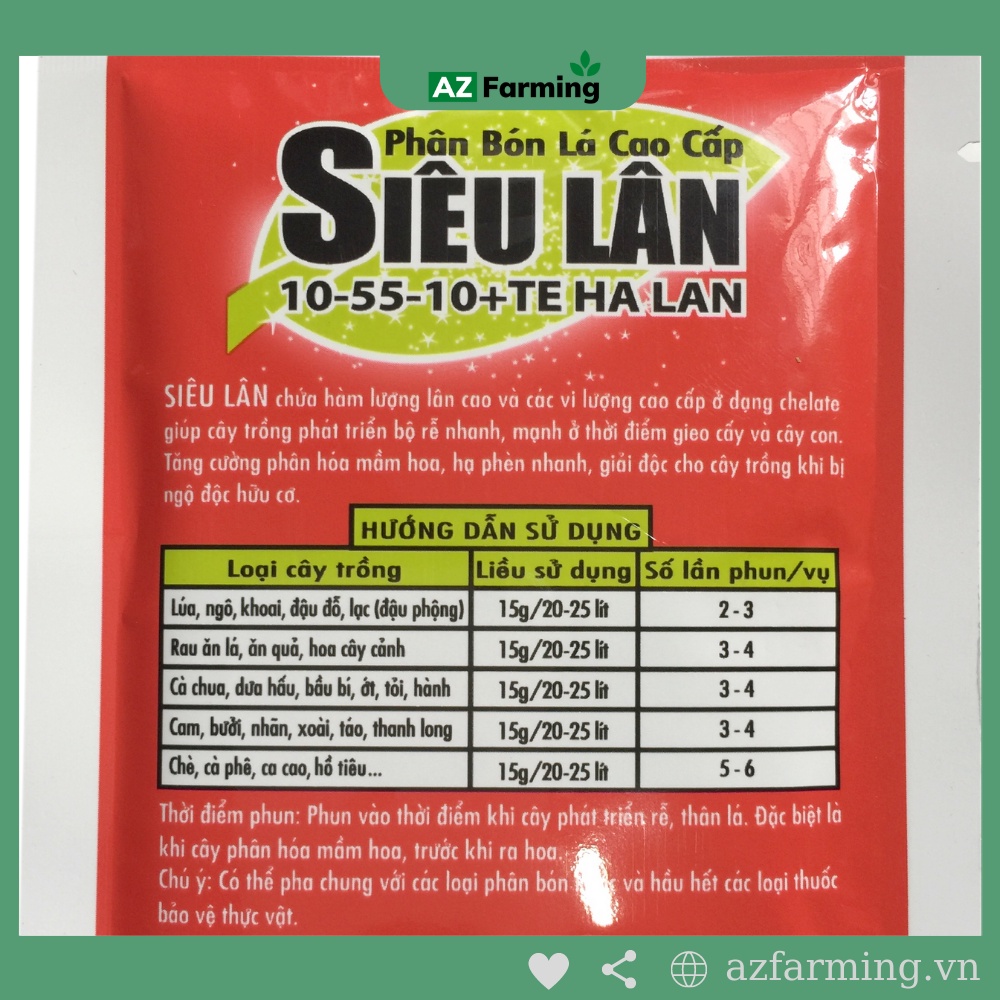 AZ Farming
Phân Bón Lá Cao Cấp
SIÊU LÂN
10-55-10+TE HA LAN
SIÊU LÂN chứa hàm lượng lân cao và các vi lượng cao cấp ở dạng chelate
giúp cây trồng phát triển bộ rễ nhanh, mạnh ở thời điểm gieo cấy và cây con.
Tăng cường phân hóa mầm hoa, hạ phèn nhanh, giải độc cho cây trồng khi bị
ngộ độc hữu cơ.
HƯỚNG DẪN SỬ DỤNG
Loại cây trồng Liều sử dụng Số lần phun/vụ
Lúa, ngô, khoai, đậu đỗ, lạc (đậu phộng) 15g/20-25 lít 2 - 3
Rau ăn lá, ăn quả, hoa cây cảnh 15g/20-25 lít 3 - 4
Cà chua, dưa hấu, bầu bí, ớt, tỏi, hành 15g/20-25 lít 3 - 4
Cam, bưởi, nhãn, xoài, táo, thanh long 15g/20-25 lít 3 - 4
Chè, cà phê, ca cao, hồ tiêu... 15g/20-25 lít 5 - 6
Thời điểm phun: Phun vào thời điểm khi cây phát triển rễ, thân lá. Đặc biệt là
khi cây phân hóa mầm hoa, trước khi ra hoa.
Chú ý: Có thể pha chung với các loại phân bón và hầu hết các loại thuốc
bảo vệ thực vật.
azfarming.vn